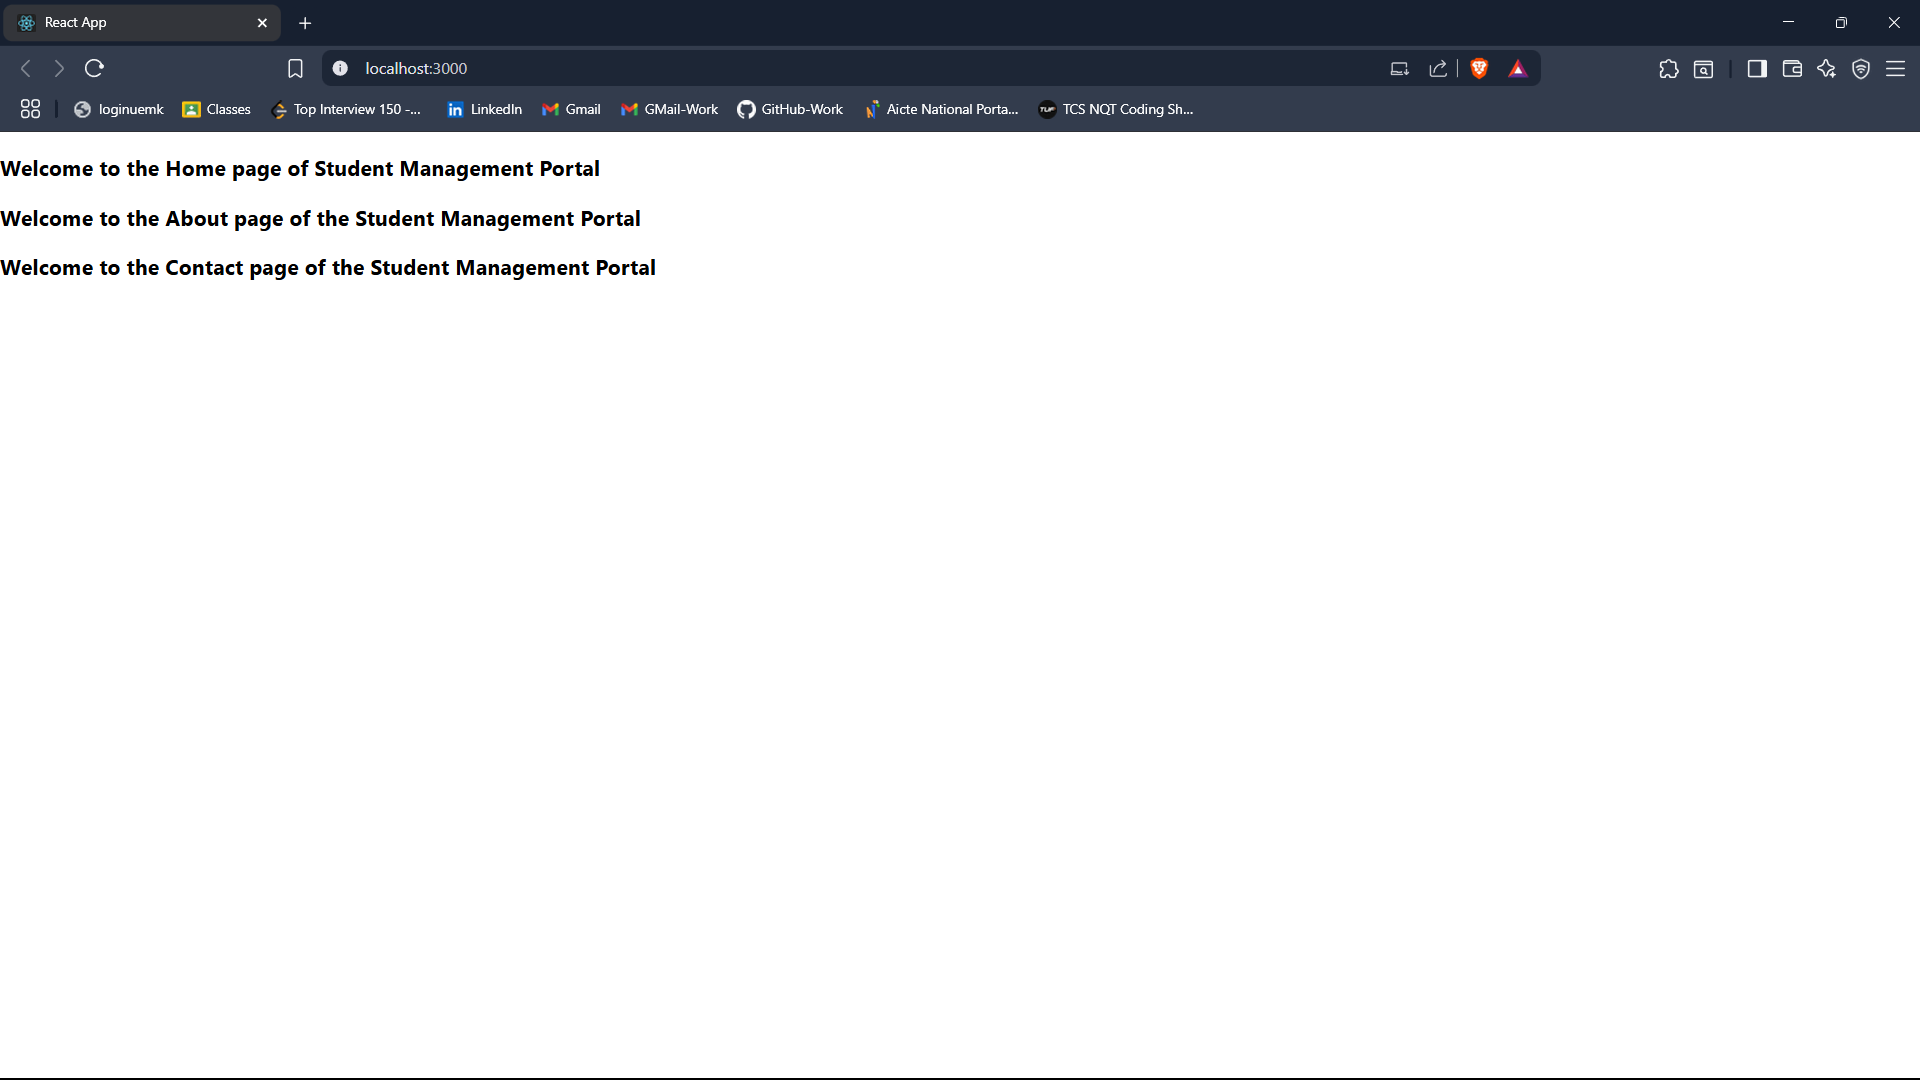 React App
localhost:3000
loginuemk Classes Top Interview 150 -... LinkedIn Gmail GMail-Work GitHub-Work Aicte National Porta... TCS NQT Coding Sh...
Welcome to the Home page of Student Management Portal
Welcome to the About page of the Student Management Portal
Welcome to the Contact page of the Student Management Portal